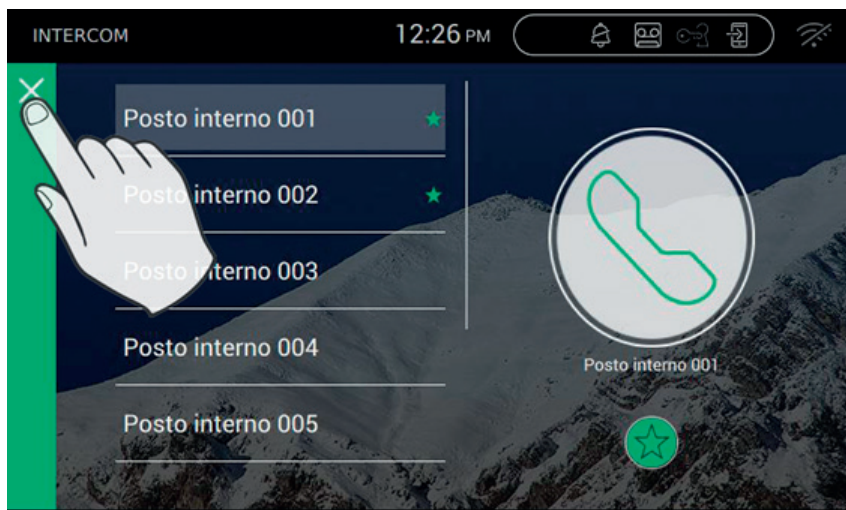 INTERCOM 12:26 PM
Posto interno 001
Posto interno 002
Posto interno 003
Posto interno 004
Posto interno 005
Posto interno 001